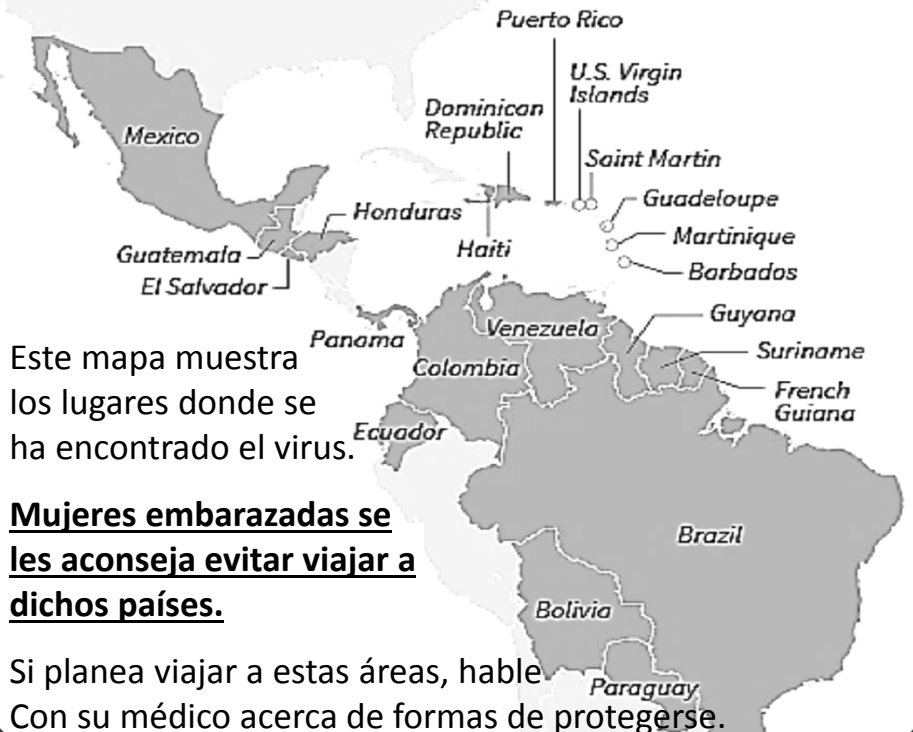 Puerto Rico
U.S. Virgin
Islands
Dominican
Republic
Mexico
Saint Martin
Guadeloupe
Honduras
Martinique
Haiti
Guatemala
Barbados
El Salvador
Guyana
Panama
Venezuela
Suriname
Colombia
French
Guiana
Ecuador
Brazil
Bolivia
Paraguay
Este mapa muestra
los lugares donde se
ha encontrado el virus.
Mujeres embarazadas se
les aconseja evitar viajar a
dichos países.
Si planea viajar a estas áreas, hable
Con su médico acerca de formas de protegerse.